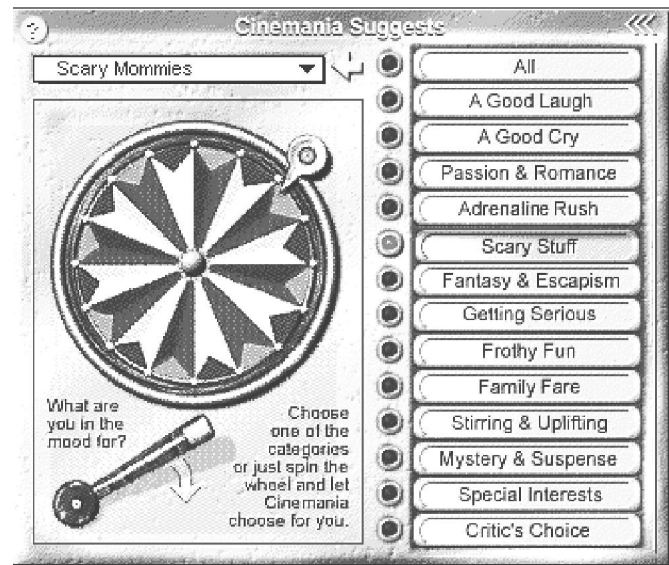 ?
Cinemania Suggests
Scary Mommies
All
A Good Laugh
A Good Cry
Passion & Romance
Adrenaline Rush
Scary Stuff
Fantasy & Escapism
Getting Serious
Frothy Fun
Family Fare
Stirring & Uplifting
Mystery & Suspense
Special Interests
Critic's Choice
What are
you in the
mood for?
Choose
one of the
categories
or just spin the
wheel and let
Cinemania
choose for you.